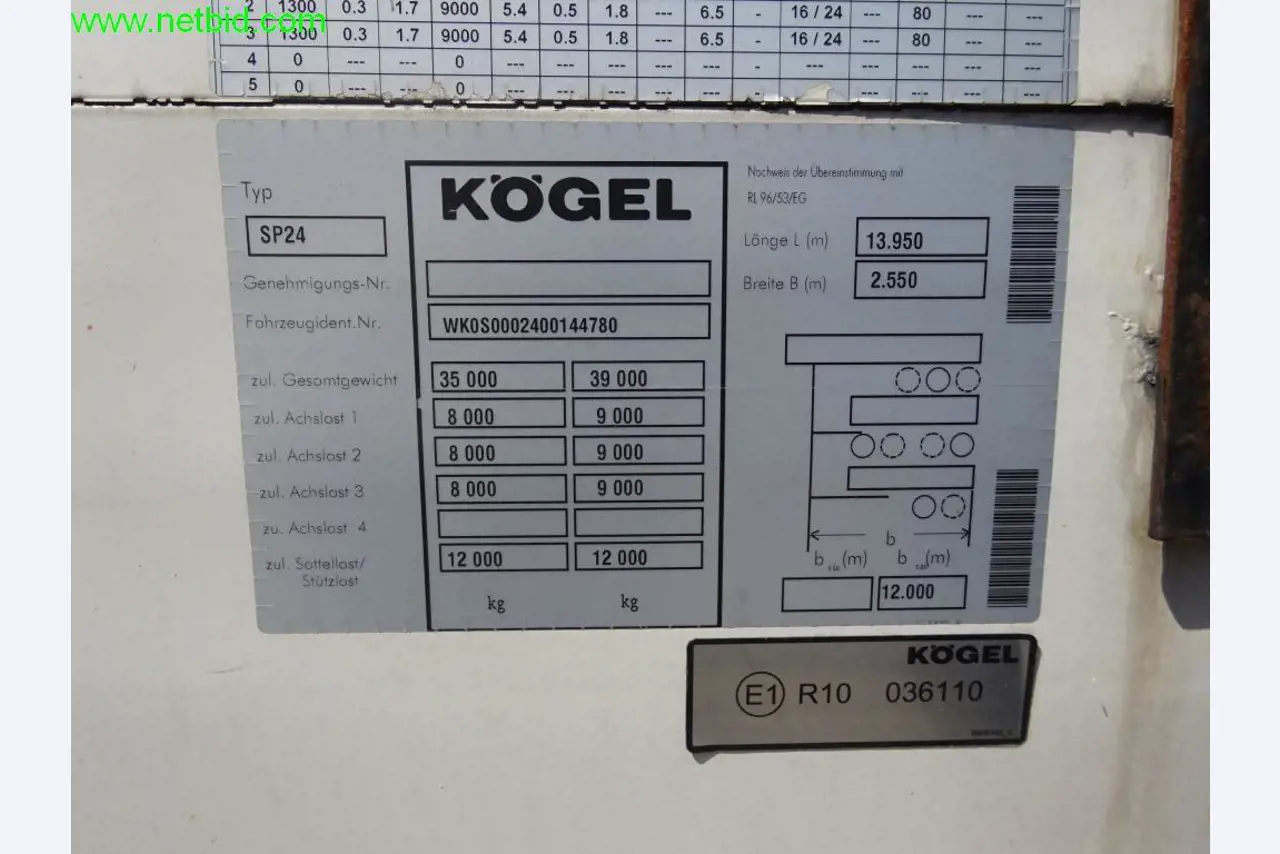 www.netbid.com
2 1300 0.3 1.7 9000 5.4 0.5 1.8 --- 6.5 - 16 / 24 --- 80 --- ---
3 1300 0.3 1.7 9000 5.4 0.5 1.8 --- 6.5 - 16 / 24 --- 80 --- ---
4 0 --- --- 0 --- --- --- --- --- - --- --- --- --- ---
5 0 --- --- 0 --- --- --- --- --- - --- --- --- --- ---
KÖGEL
Typ
SP24
Genehmigungs-Nr.
Fahrzeugident.Nr. WK0S0002400144780
zul. Gesamtgewicht 35 000 39 000
zul. Achslast 1 8 000 9 000
zul. Achslast 2 8 000 9 000
zul. Achslast 3 8 000 9 000
zu. Achslast 4
zul. Sattellast/ 12 000 12 000
Stützlast
kg kg
Nachweis der Übereinstimmung mit
RL 96/53/EG
Länge L (m) 13.950
Breite B (m) 2.550
b
b (m) b (m)
12.000
KÖGEL
E1 R10 036110